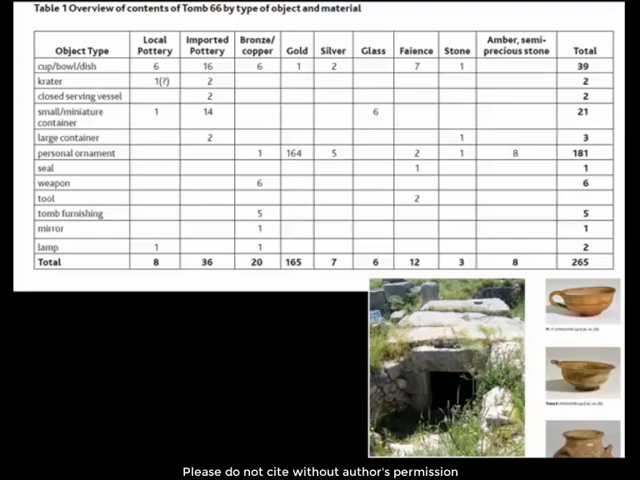 Table 1 Overview of contents of Tomb 66 by type of object and material
Object Type Local Pottery Imported Pottery Bronze/copper Gold Silver Glass Faience Stone Amber, semi-precious stone Total
cup/bowl/dish 6 16 6 1 2 7 1 39
krater 1(?) 2 2
closed serving vessel 2 2
small/miniature container 1 14 6 21
large container 2 1 3
personal ornament 1 164 5 2 1 8 181
seal 1 1
weapon 6 6
tool 2
tomb furnishing 5 5
mirror 1 1
lamp 1 1 2
Total 8 36 20 165 7 6 12 3 8 265
Please do not cite without author's permission